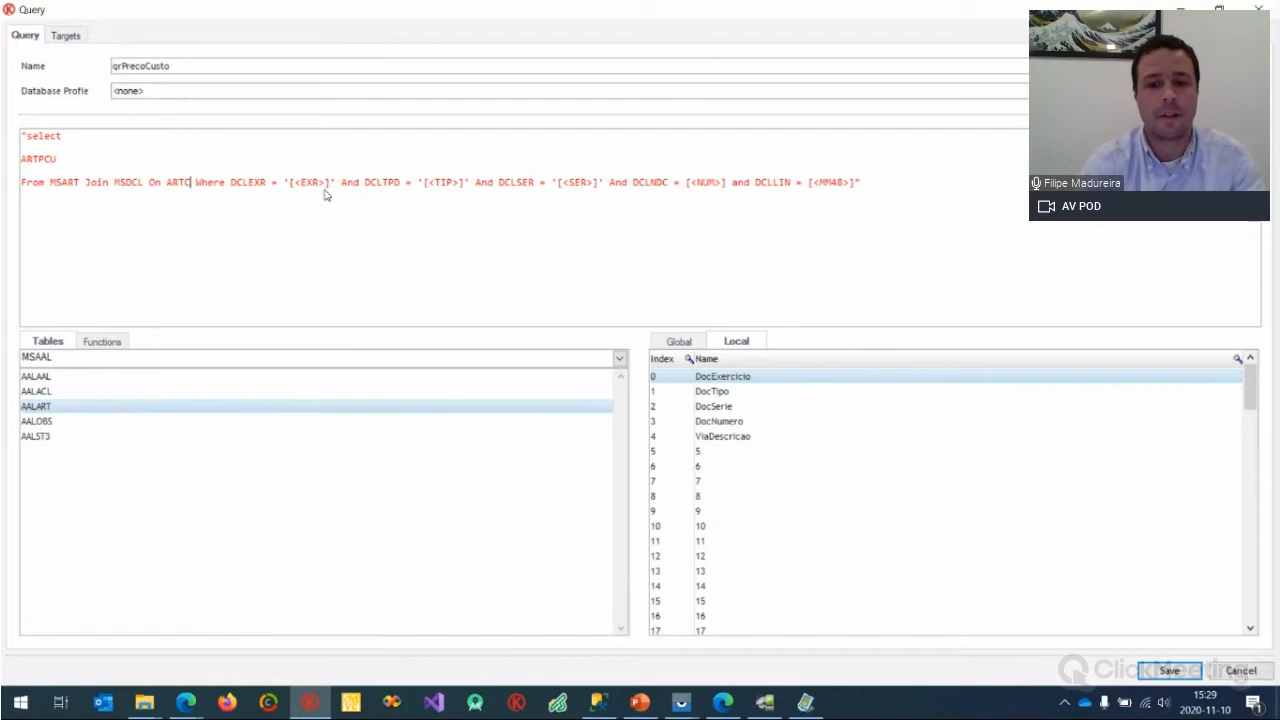 Query
Query Targets
Name qrPrecoCusto
Database Profile <none>
"select
ARTPCU
From MSART Join MSDCL On ARTC Where DCLEXR = '[<EXR>]' And DCLTPD = '[<TIP>]' And DCLSER = '[<SER>]' And DCLNDC = [<NUM>] and DCLLIN = [<MM48>]"
Filipe Madureira
AV POD
Tables Functions
MSAAL
AALAAL
AALACL
AALART
AALOBS
AALST3
Global Local
Index Name
0 DocExercicio
1 DocTipo
2 DocSerie
3 DocNumero
4 ViaDescricao
5 5
6 6
7 7
8 8
9 9
10 10
11 11
12 12
13 13
14 14
15 15
16 16
17 17
ClickMeeting
Save Cancel
15:29
2020-11-10
1